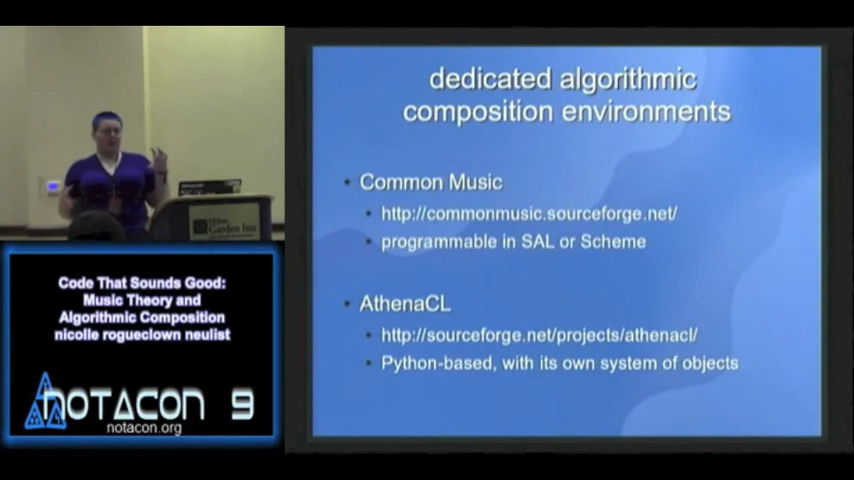 dedicated algorithmic
composition environments
• Common Music
• http://commonmusic.sourceforge.net/
• programmable in SAL or Scheme
• AthenaCL
• http://sourceforge.net/projects/athenacl/
• Python-based, with its own system of objects
Hilton
Garden Inn
Code That Sounds Good:
Music Theory and
Algorithmic Composition
nicolle rogueclown neulist
NOTACON 9
notacon.org